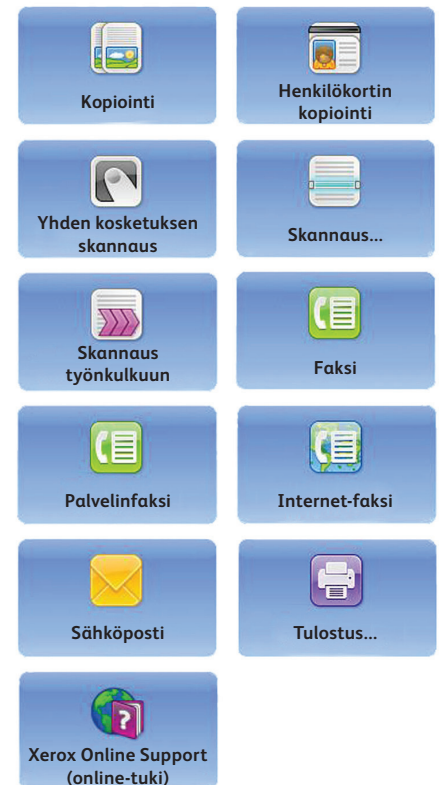 Kopiointi
Henkilökortin
kopiointi
Yhden kosketuksen
skannaus
Skannaus...
Skannaus
työnkulkuun
Faksi
Palvelinfaksi
Internet-faksi
Sähköposti
Tulostus...
Xerox Online Support
(online-tuki)